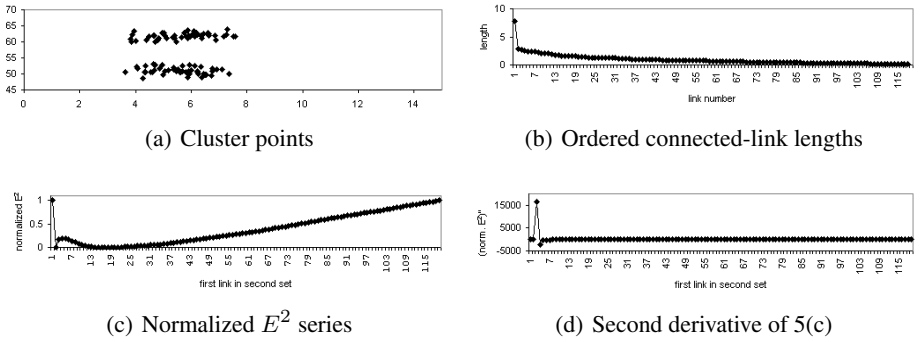 70
65
60
55
50
45
0 2 4 6 8 10 12 14
(a) Cluster points
length
10
5
0
1 7 13 19 25 31 37 43 49 55 61 67 73 79 85 91 97 103 109 115
link number
(b) Ordered connected-link lengths
normalized E²
1
0.5
0
1 7 13 19 25 31 37 43 49 55 61 67 73 79 85 91 97 103 109 115
first link in second set
(c) Normalized E² series
(norm. E²)"
15000
5000
-5000
1 7 13 19 25 31 37 43 49 55 61 67 73 79 85 91 97 103 109 115
first link in second set
(d) Second derivative of 5(c)